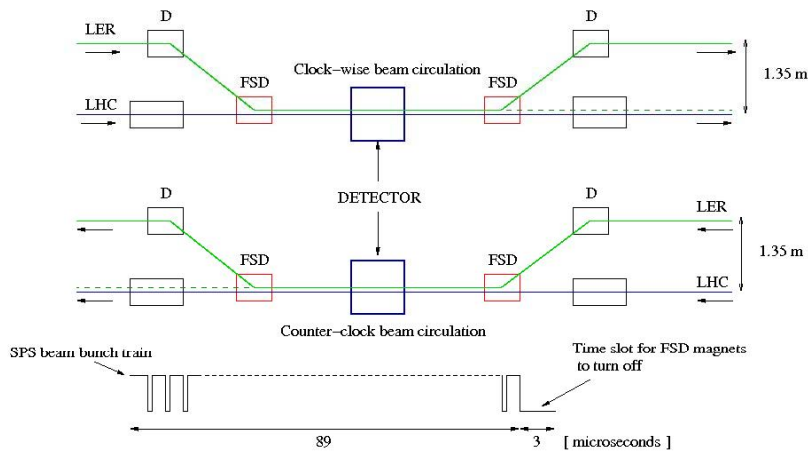 D
D
LER
Clock-wise beam circulation
FSD
FSD
1.35 m
LHC
DETECTOR
D
D
LER
FSD
FSD
1.35 m
LHC
Counter-clock beam circulation
SPS beam bunch train
Time slot for FSD magnets
to turn off
89
3
[ microseconds ]